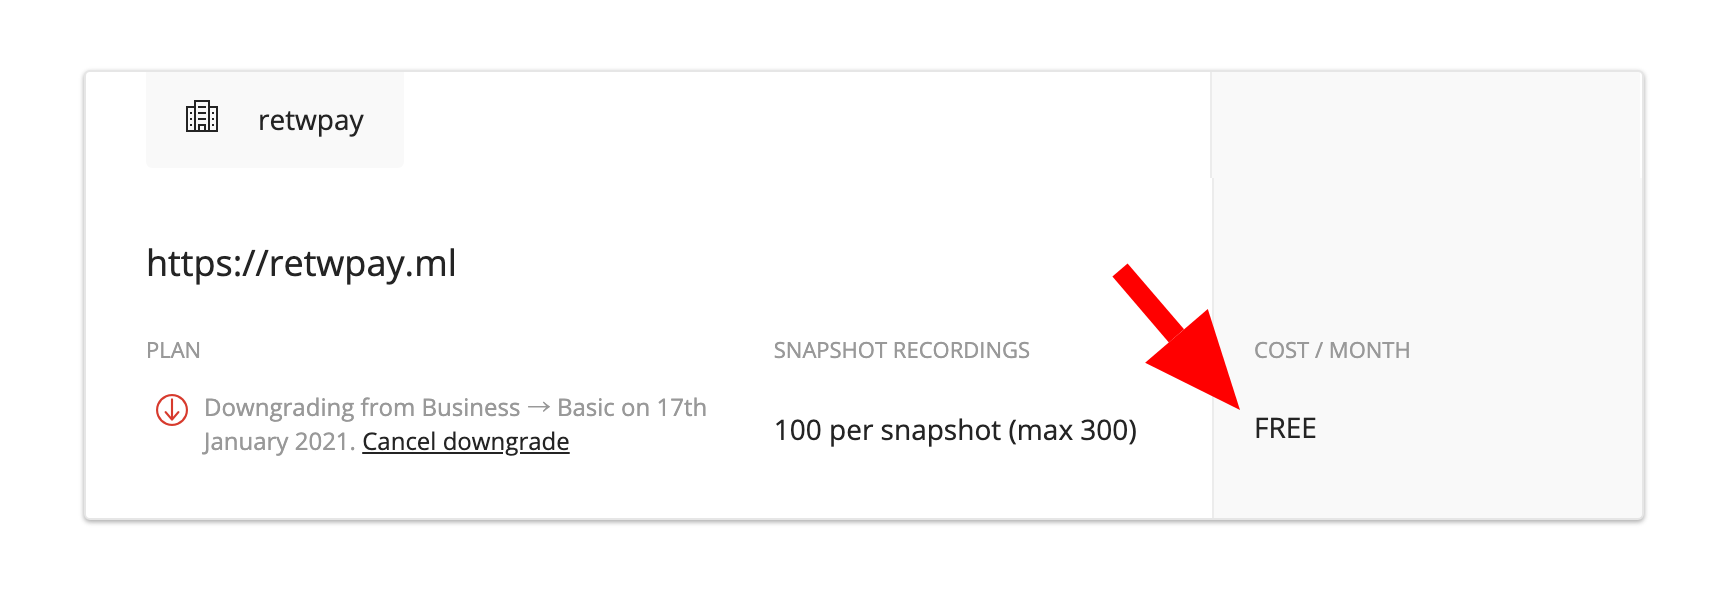 retwpay
https://retwpay.ml
PLAN
Downgrading from Business → Basic on 17th
January 2021. Cancel downgrade
SNAPSHOT RECORDINGS
100 per snapshot (max 300)
COST / MONTH
FREE